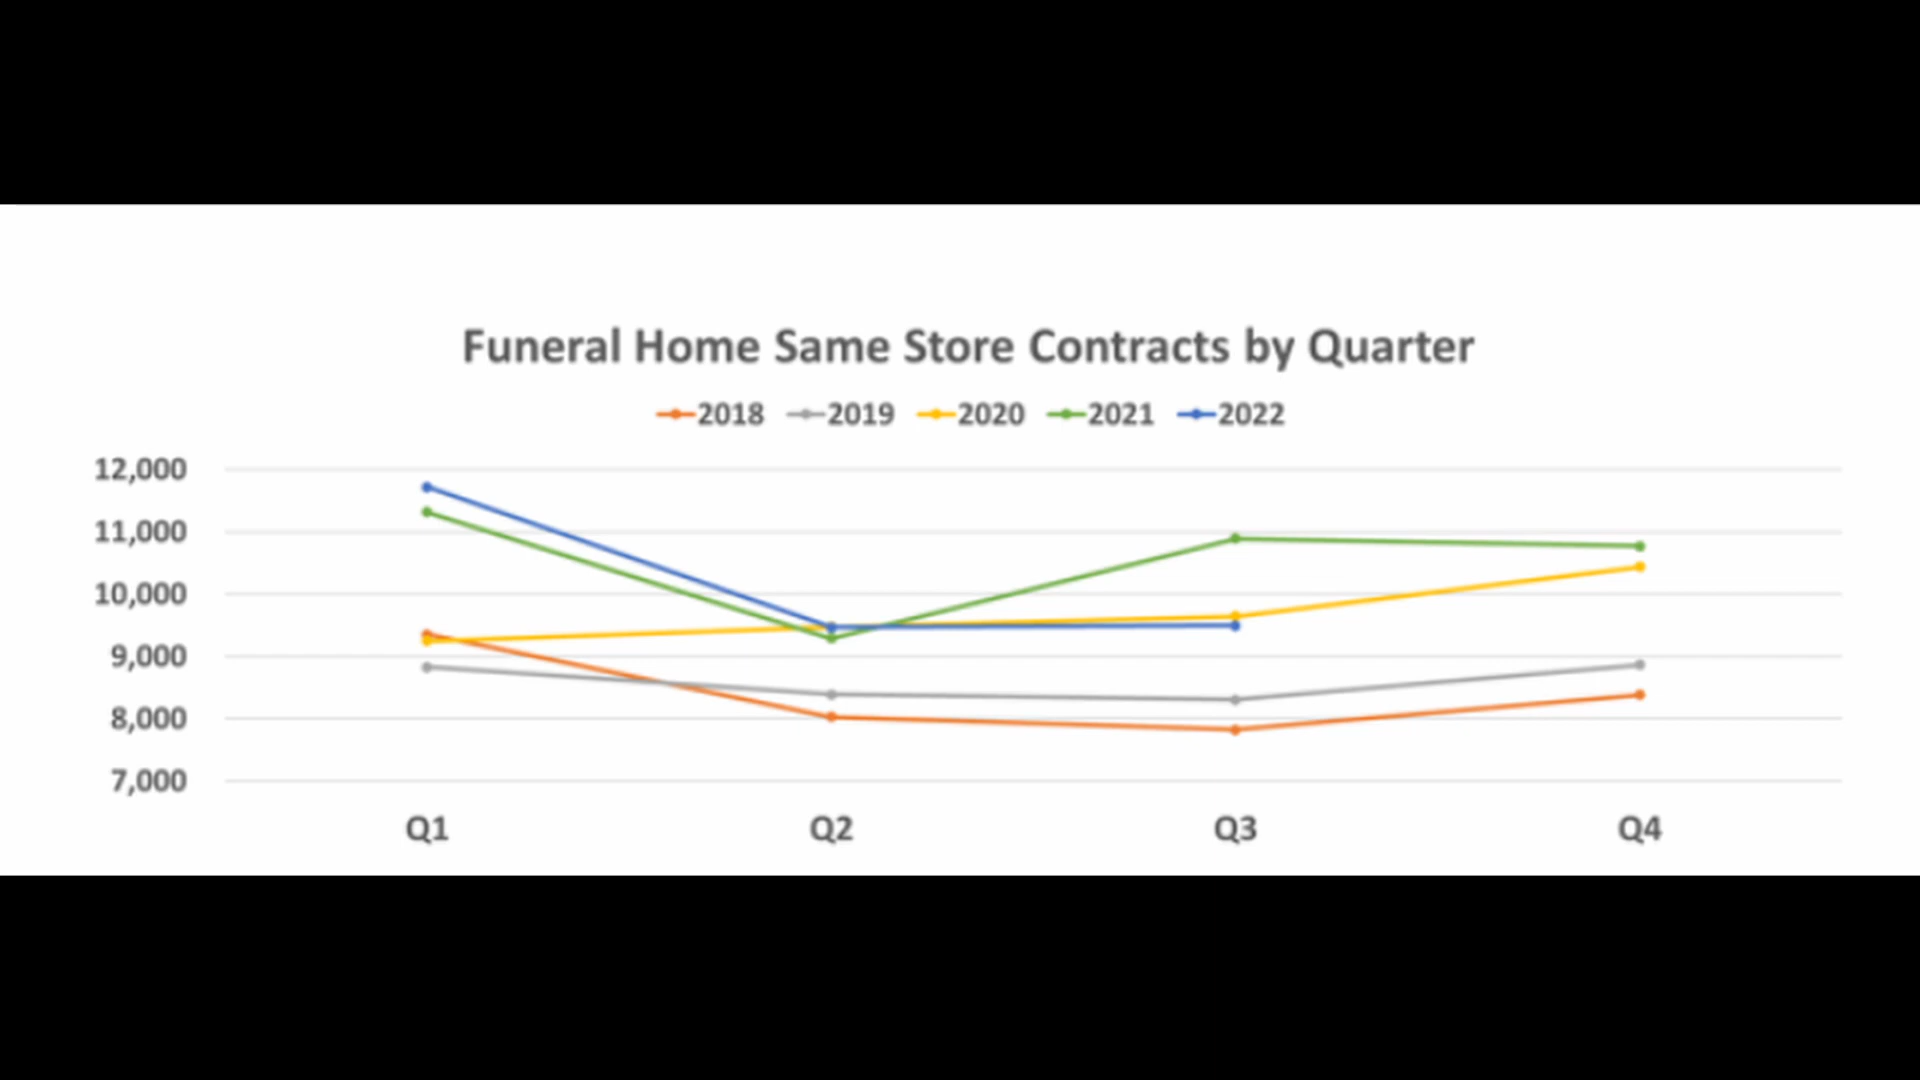 Funeral Home Same Store Contracts by Quarter
2018 2019 2020 2021 2022
12,000
11,000
10,000
9,000
8,000
7,000
Q1 Q2 Q3 Q4